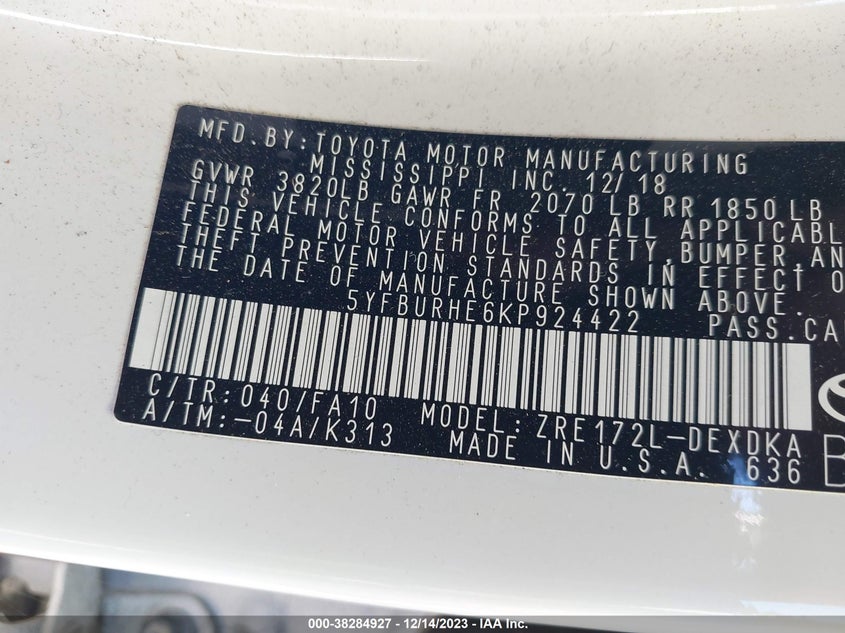 MFD. BY: TOYOTA MOTOR MANUFACTURING
MISSISSIPPI INC. 12/18
GVWR 3820LB GAWR FR 2070 LB RR 1850 LB
THIS VEHICLE CONFORMS TO ALL APPLICABL
FEDERAL MOTOR VEHICLE SAFETY, BUMPER, AN
THEFT PREVENTION STANDARDS IN EFFECT O
THE DATE OF MANUFACTURE SHOWN ABOVE.
5YFBURHE6KP924422 PASS. CA
C/TR: 040/FA10 MODEL: ZRE172L-DEXDKA
A/TM: -04A/K313 MADE IN U.S.A. 636
000-38284927 - 12/14/2023 - IAA Inc.